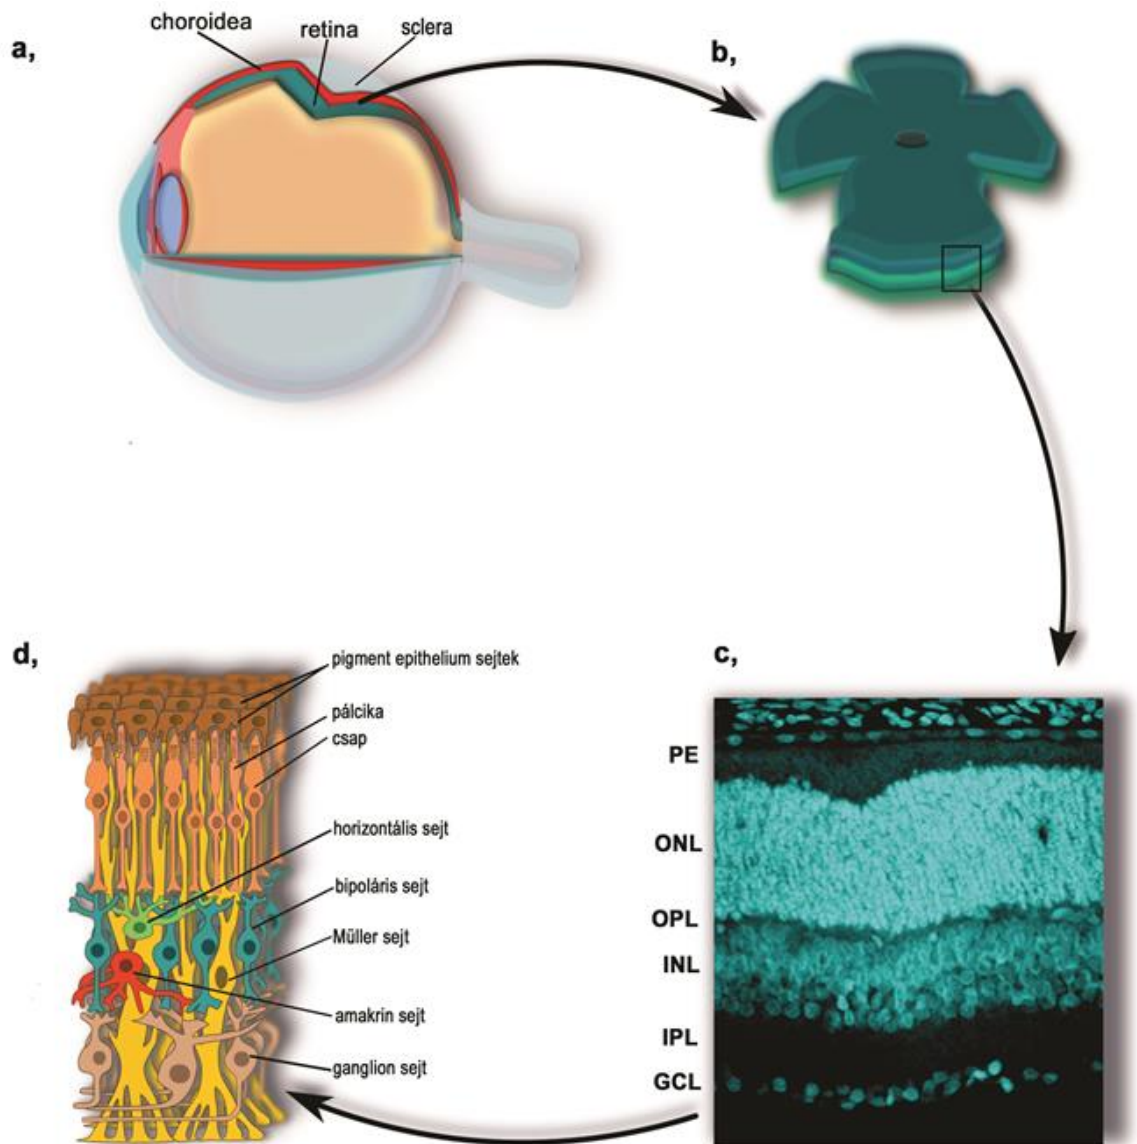 a,
choroidea
retina
sclera
b,
d,
pigment epithelium sejtek
pálcika
csap
horizontális sejt
bipoláris sejt
Müller sejt
amakrin sejt
ganglion sejt
c,
PE
ONL
OPL
INL
IPL
GCL